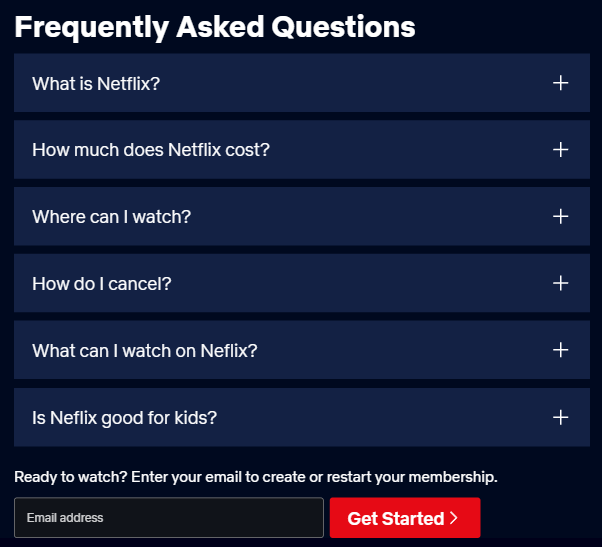 Frequently Asked Questions
What is Netflix?
How much does Netflix cost?
Where can I watch?
How do I cancel?
What can I watch on Neflix?
Is Neflix good for kids?
Ready to watch? Enter your email to create or restart your membership.
Email address
Get Started